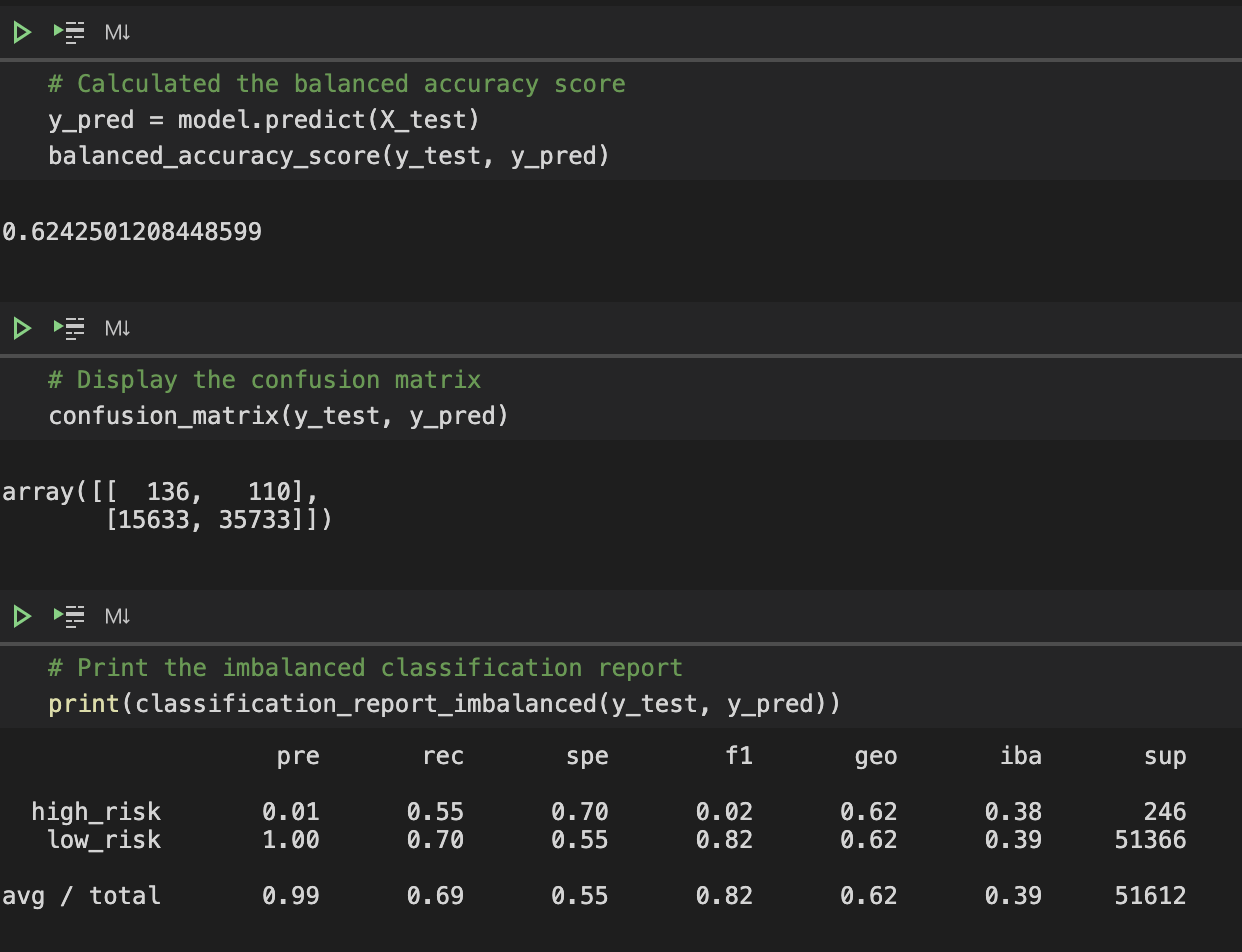 M↓
# Calculated the balanced accuracy score
y_pred = model.predict(X_test)
balanced_accuracy_score(y_test, y_pred)
0.6242501208448599
M↓
# Display the confusion matrix
confusion_matrix(y_test, y_pred)
array([[  136,   110],
       [15633, 35733]])
M↓
# Print the imbalanced classification report
print(classification_report_imbalanced(y_test, y_pred))
                   pre       rec       spe        f1       geo       iba       sup
  high_risk       0.01      0.55      0.70      0.02      0.62      0.38       246
   low_risk       1.00      0.70      0.55      0.82      0.62      0.39     51366
avg / total       0.99      0.69      0.55      0.82      0.62      0.39     51612